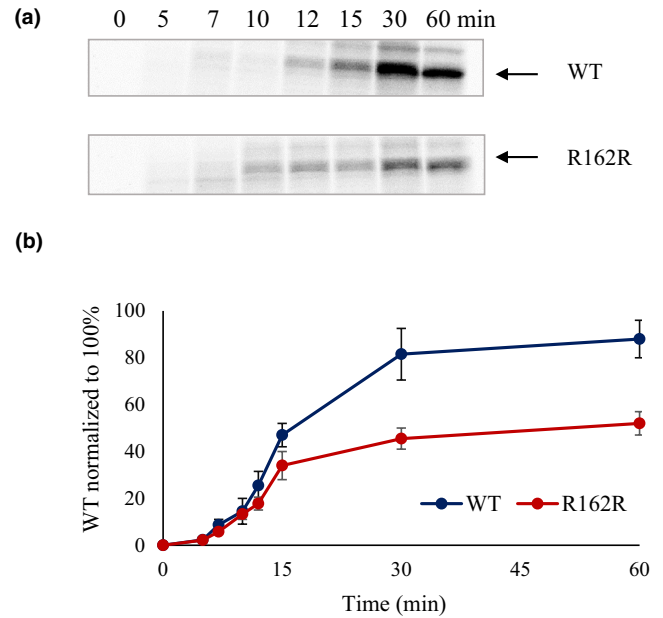 (a)
0 5 7 10 12 15 30 60 min
WT
R162R
(b)
WT normalized to 100%
100
80
60
40
20
0
WT R162R
0 15 30 45 60
Time (min)